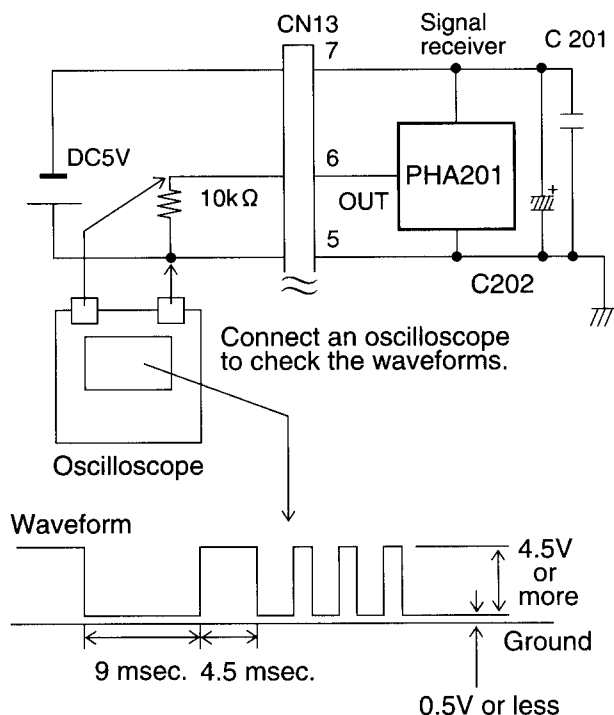 CN13
7
Signal
receiver
C 201
DC5V
6
10kΩ
OUT
PHA201
+
5
C202
Connect an oscilloscope
to check the waveforms.
Oscilloscope
Waveform
4.5V
or
more
Ground
9 msec. 4.5 msec.
0.5V or less